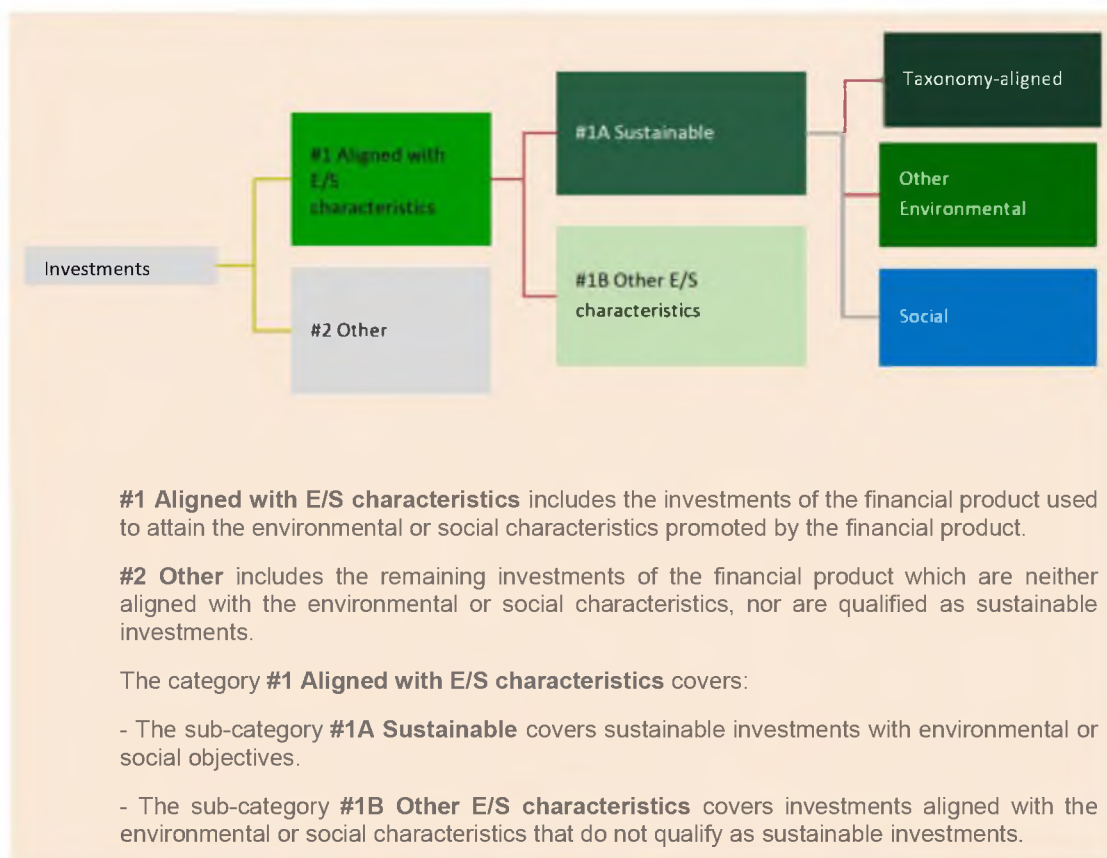 Investments
#1 Aligned with
E/S
characteristics
#2 Other
#1A Sustainable
#1B Other E/S
characteristics
Taxonomy-aligned
Other
Environmental
Social
#1 Aligned with E/S characteristics includes the investments of the financial product used
to attain the environmental or social characteristics promoted by the financial product.
#2 Other includes the remaining investments of the financial product which are neither
aligned with the environmental or social characteristics, nor are qualified as sustainable
investments.
The category #1 Aligned with E/S characteristics covers:
- The sub-category #1A Sustainable covers sustainable investments with environmental or
social objectives.
- The sub-category #1B Other E/S characteristics covers investments aligned with the
environmental or social characteristics that do not qualify as sustainable investments.